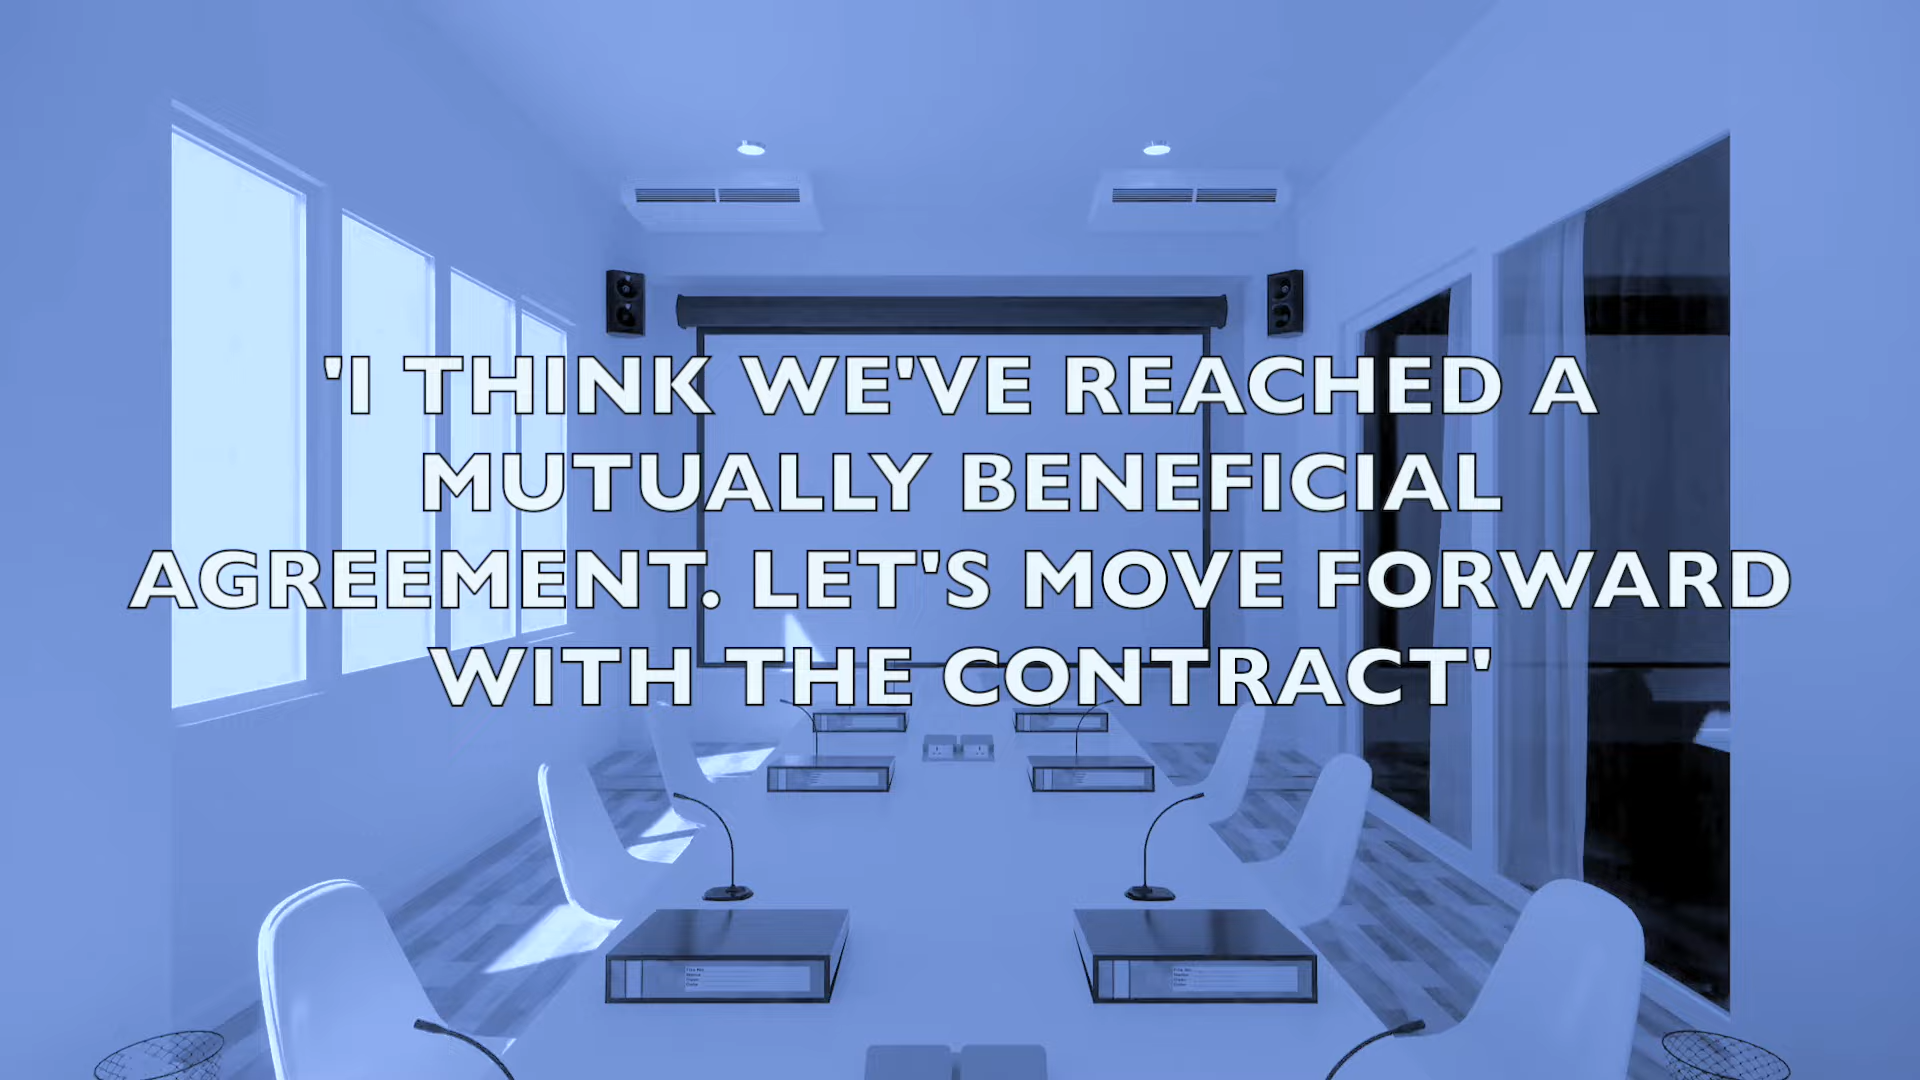 'I THINK WE'VE REACHED A
MUTUALLY BENEFICIAL
AGREEMENT. LET'S MOVE FORWARD
WITH THE CONTRACT'